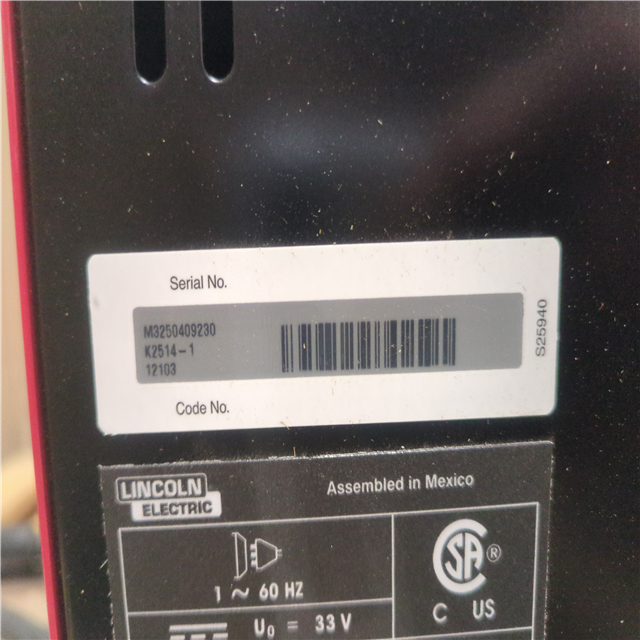 Serial No.
M3250409230
K2514-1
12103
Code No.
S25940
LINCOLN
ELECTRIC
Assembled in Mexico
1 ~ 60 HZ
SA ®
C US
U₀ = 33 V